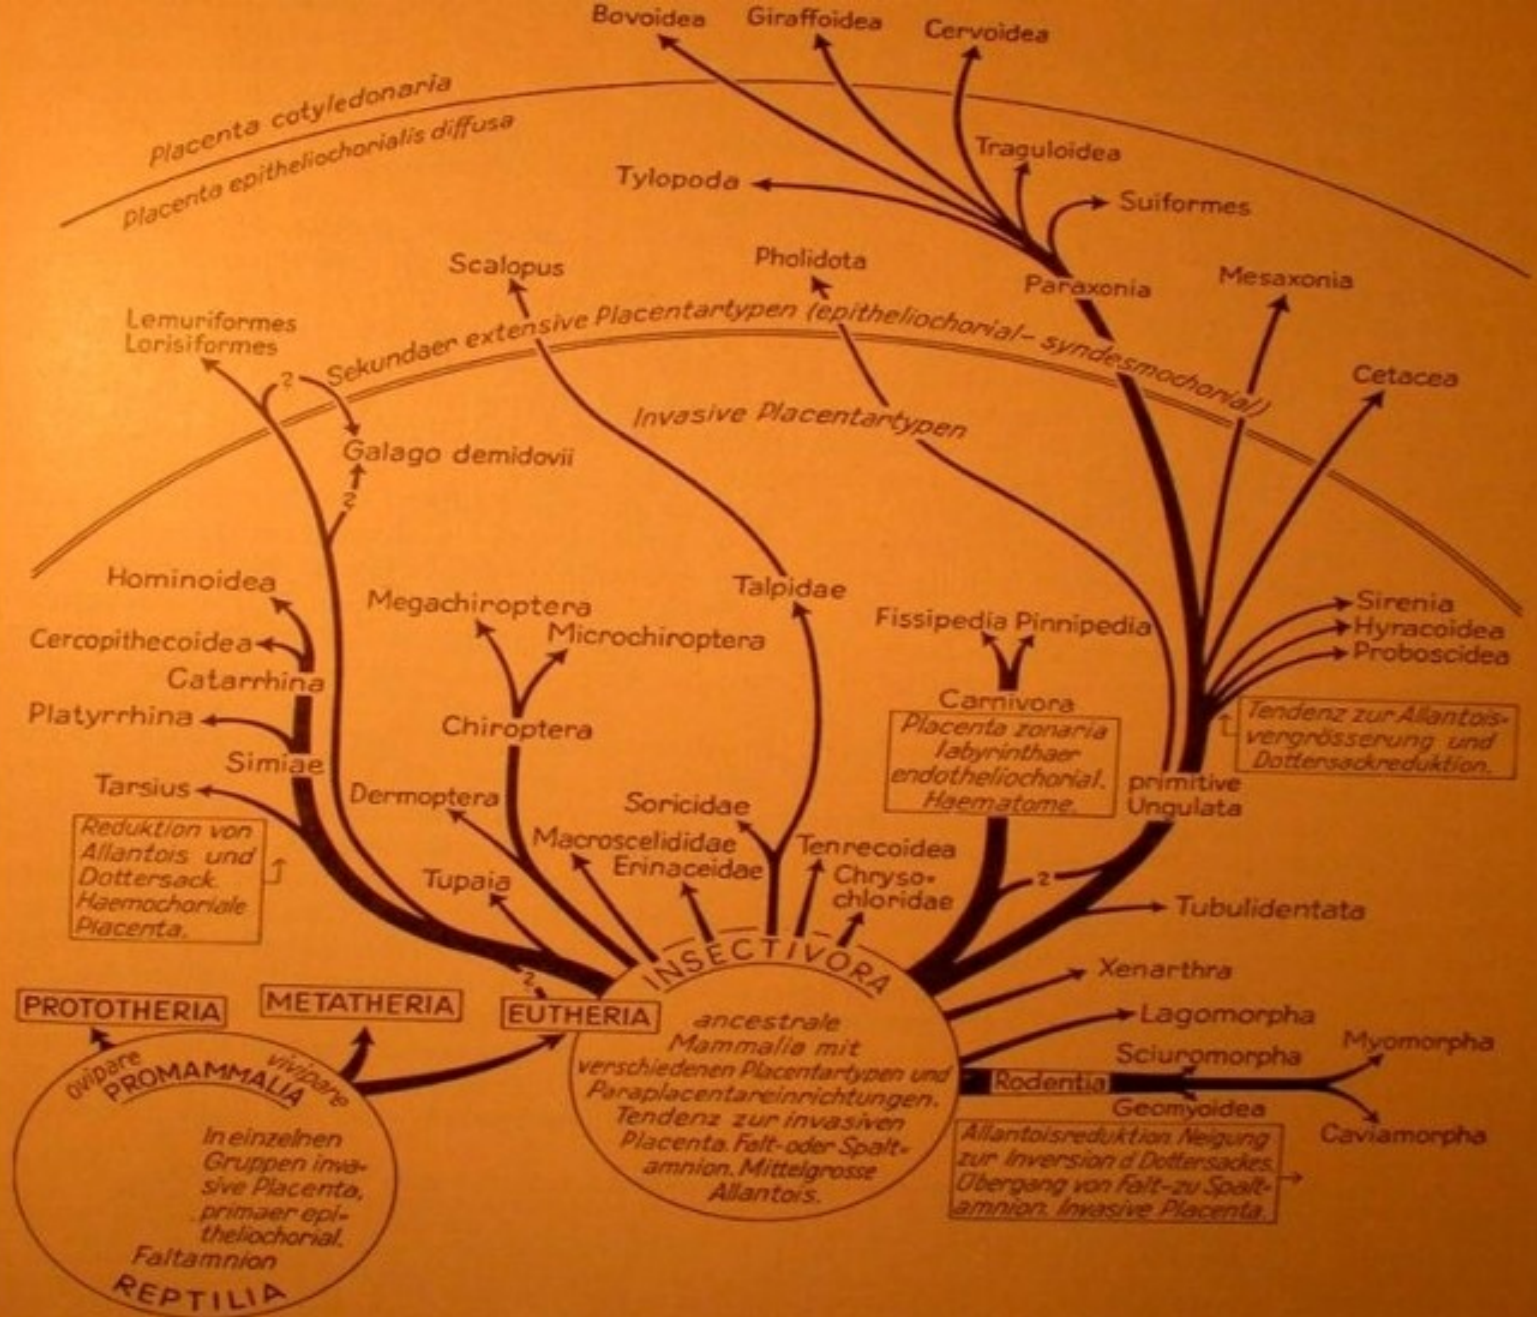 Bovoidea
Giraffoidea
Cervoidea
Placenta cotyledonaria
Placenta epitheliochorialis diffusa
Traguloidea
Tylopoda
Suiformes
Scalopus
Pholidota
Paraxonia
Mesaxonia
Lemuriformes
Lorisiformes
Sekundaer extensive Placentartypen (epitheliochorial-syndesmochorial)
?
Cetacea
Invasive Placentartypen
Galago demidovii
?
Hominoidea
Megachiroptera
Talpidae
Sirenia
Cercopithecoidea
Microchiroptera
Fissipedia Pinnipedia
Hyracoidea
Proboscidea
Catarrhina
Carnivora
Platyrrhina
Chiroptera
Placenta zonaria
labyrinthaer
endotheliochorial.
Haematome.
Tendenz zur Allantois-
vergrösserung und
Dottersackreduktion.
Simiae
primitive
Ungulata
Tarsius
Dermoptera
Soricidae
Reduktion von
Allantois und
Dottersack.
Haemochoriale
Placenta.
Macroscelididae
Erinaceidae
Tenrecoidea
Chryso-
chloridae
Tupaia
?
Tubulidentata
INSECTIVORA
Xenarthra
?
PROTOTHERIA
METATHERIA
EUTHERIA
Lagomorpha
ancestrale
Mammalia mit
verschiedenen Placentartypen und
Paraplacentareinrichtungen.
Tendenz zur invasiven
Placenta. Falt-oder Spalt-
amnion. Mittelgrosse
Allantois.
Sciuromorpha
Myomorpha
Rodentia
Geomyoidea
Caviamorpha
ovipare
vivipare
PROMAMMALIA
In einzelnen
Gruppen inva-
sive Placenta,
primaer epi-
theliochorial.
Faltamnion
REPTILIA
Allantoisreduktion. Neigung
zur Inversion d Dottersackes.
Übergang von Falt-zu Spalt-
amnion. Invasive Placenta.